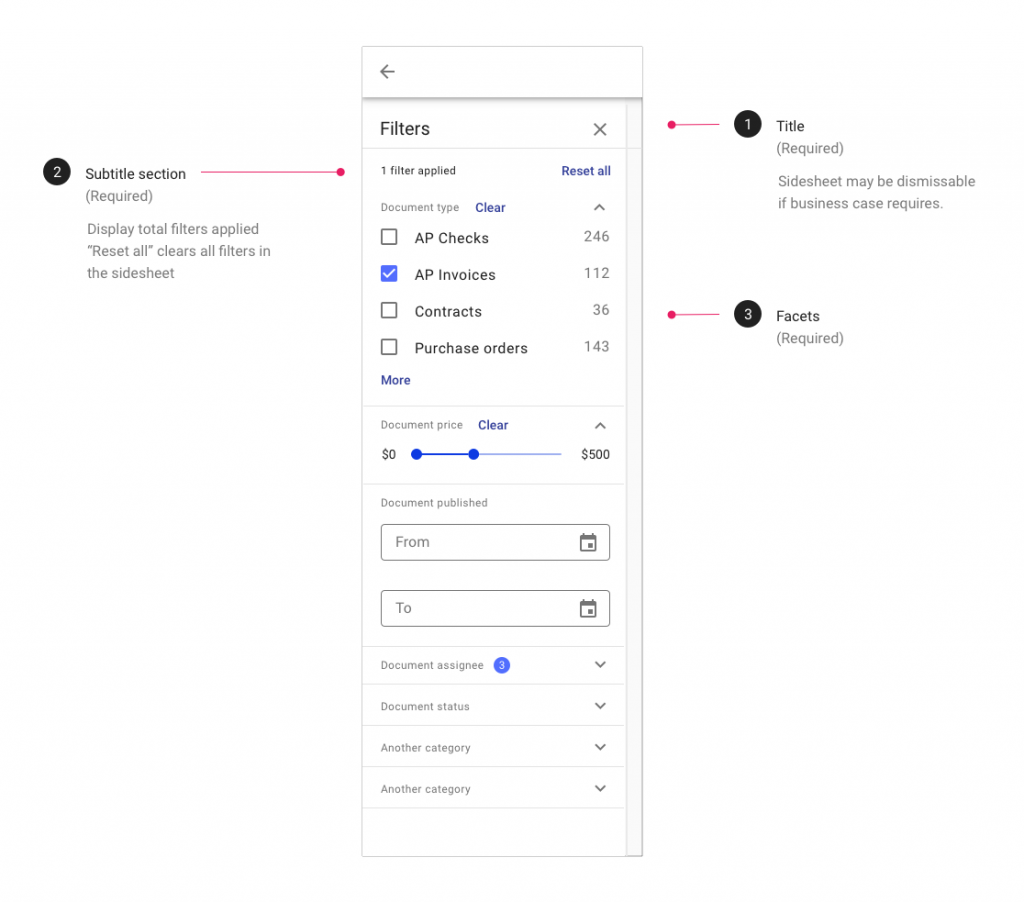 Filters
1 filter applied
Reset all
Document type Clear
AP Checks 246
AP Invoices 112
Contracts 36
Purchase orders 143
More
Document price Clear
$0 $500
Document published
From
To
Document assignee 3
Document status
Another category
Another category
2 Subtitle section
(Required)
Display total filters applied
“Reset all” clears all filters in
the sidesheet
1 Title
(Required)
Sidesheet may be dismissable
if business case requires.
3 Facets
(Required)